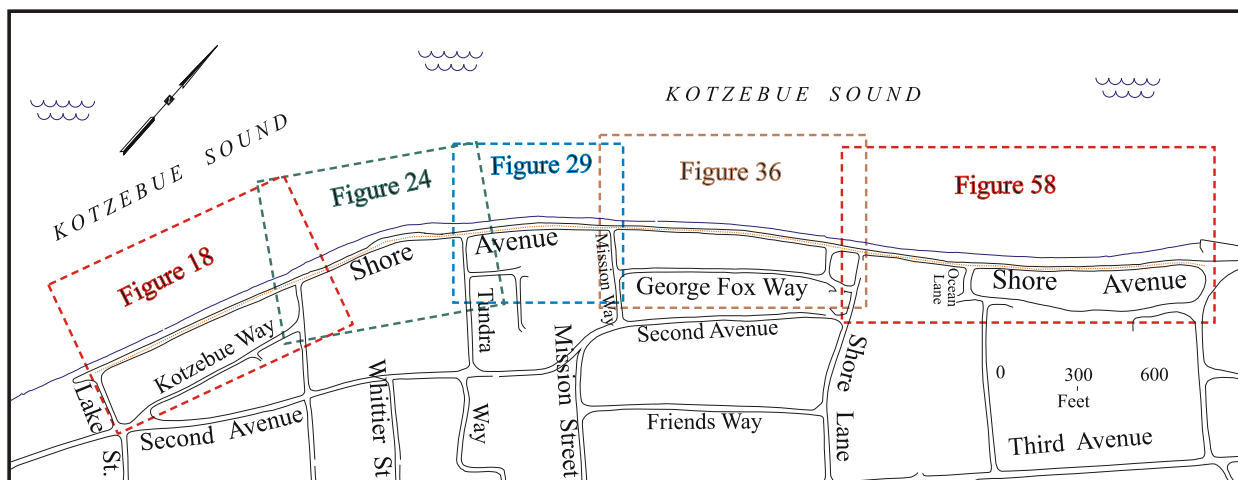 KOTZEBUE SOUND
KOTZEBUE SOUND
Figure 18
Figure 24
Figure 29
Figure 36
Figure 58
Shore Avenue
Shore Avenue
Mission Way
George Fox Way
Ocean
Lane
Kotzebue Way
Tundra Way
Second Avenue
Second Avenue
Lake St.
Whittier St
Mission Street
Friends Way
Shore Lane
Third Avenue
0 300 600
Feet